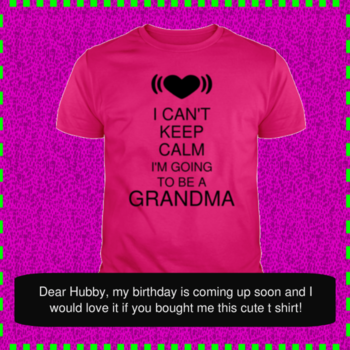 I CAN'T
KEEP
CALM
I'M GOING
TO BE A
GRANDMA
Dear Hubby, my birthday is coming up soon and I
would love it if you bought me this cute t shirt!